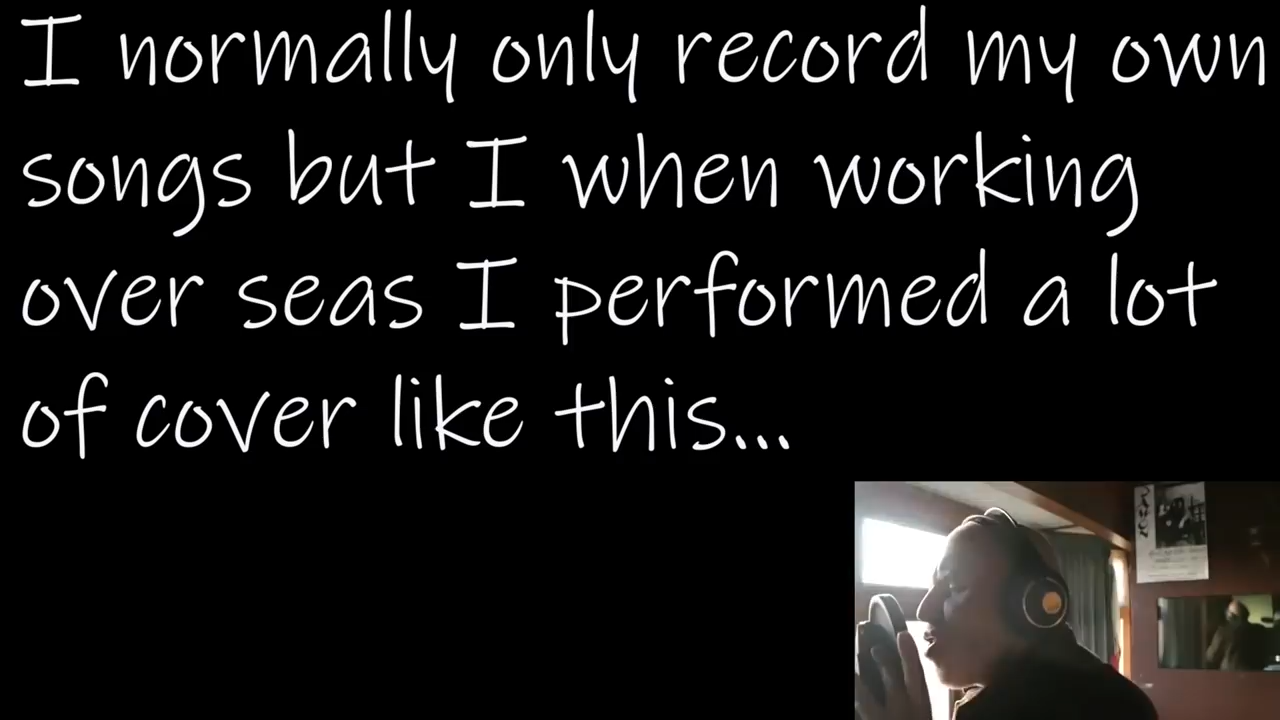 I normally only record my own
songs but I when working
over seas I performed a lot
of cover like this...